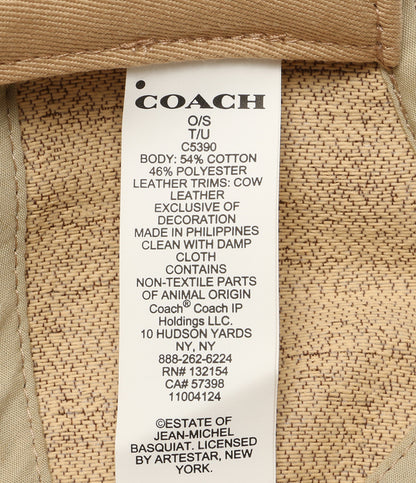 COACH
O/S
T/U
C5390
BODY: 54% COTTON
46% POLYESTER
LEATHER TRIMS: COW
LEATHER
EXCLUSIVE OF
DECORATION
MADE IN PHILIPPINES
CLEAN WITH DAMP
CLOTH
CONTAINS
NON-TEXTILE PARTS
OF ANIMAL ORIGIN
Coach® Coach IP
Holdings LLC.
10 HUDSON YARDS
NY, NY
888-262-6224
RN# 132154
CA# 57398
11004124
©ESTATE OF
JEAN-MICHEL
BASQUIAT. LICENSED
BY ARTESTAR, NEW
YORK.